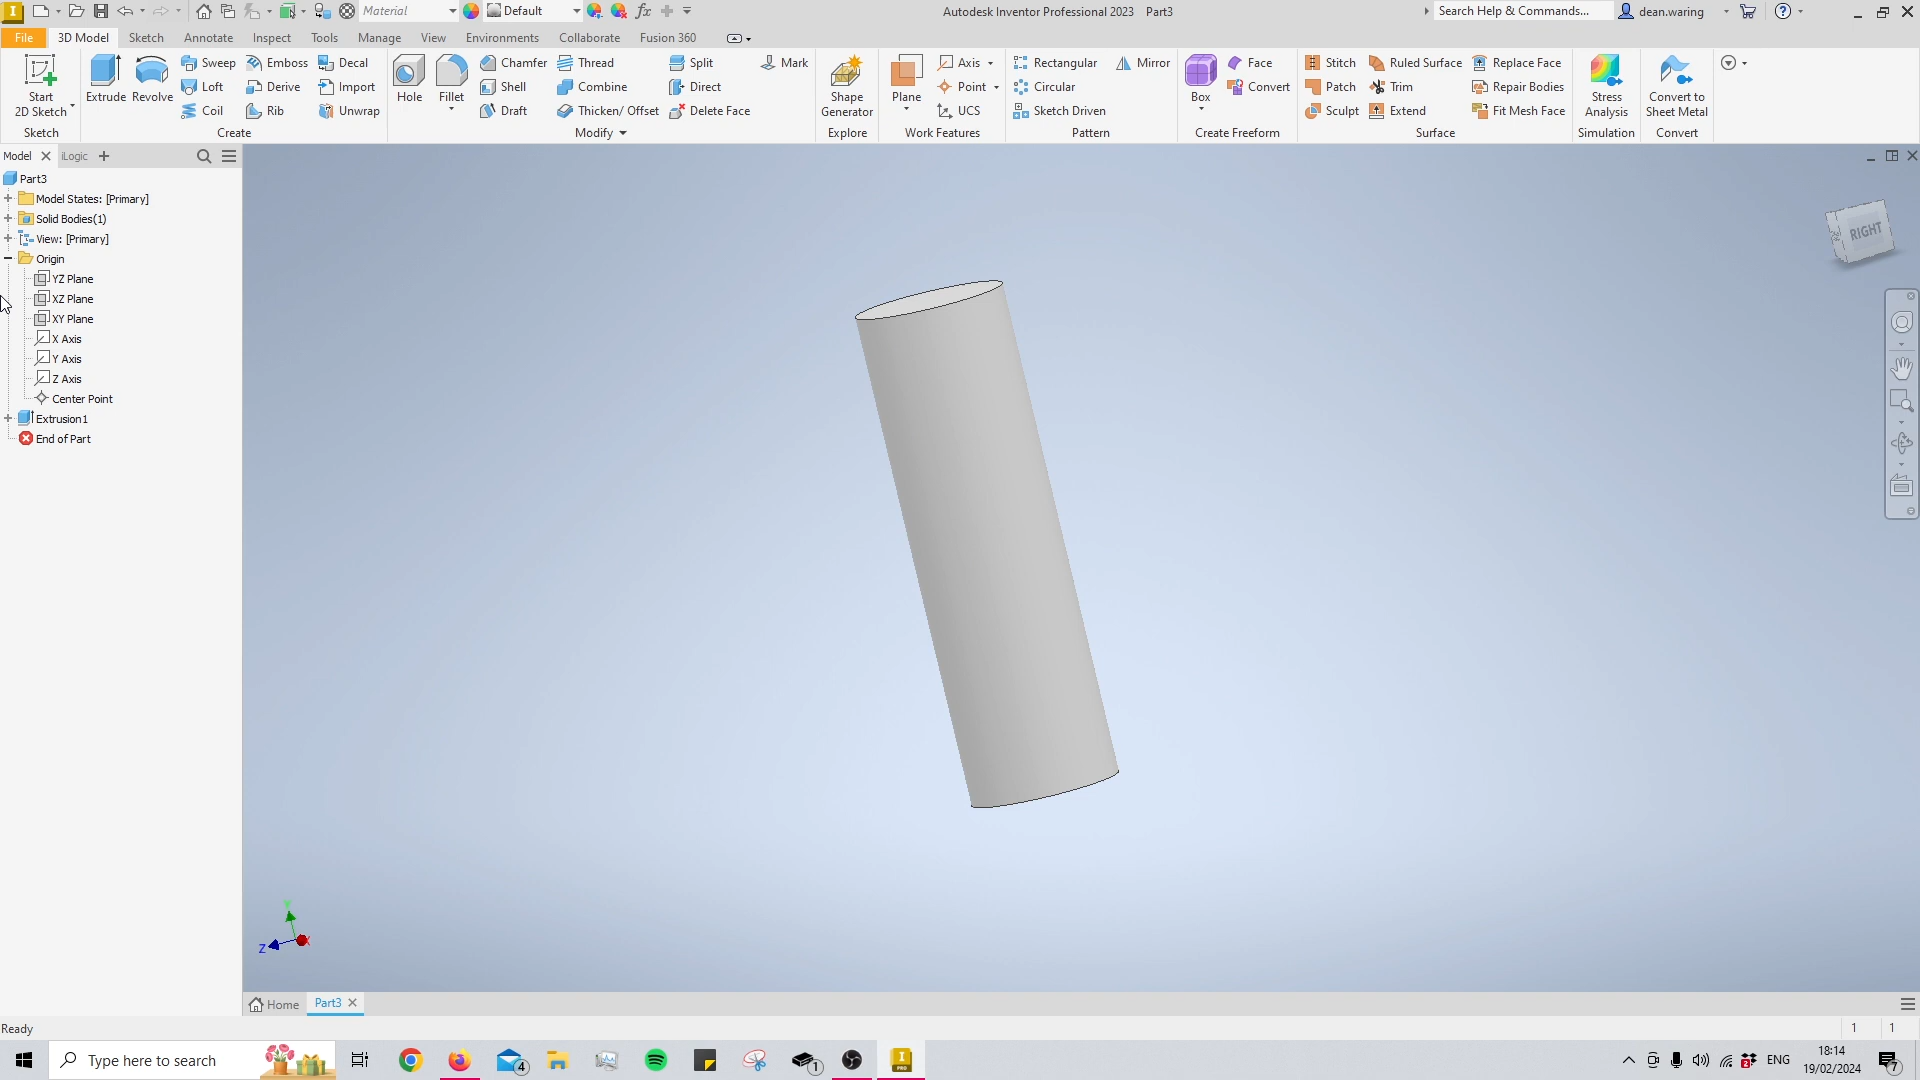 Material
Default
Autodesk Inventor Professional 2023 Part3
Search Help & Commands...
dean.waring
File
3D Model
Sketch
Annotate
Inspect
Tools
Manage
View
Environments
Collaborate
Fusion 360
Start
2D Sketch
Sketch
Extrude
Revolve
Sweep
Loft
Coil
Emboss
Derive
Rib
Decal
Import
Unwrap
Create
Hole
Fillet
Chamfer
Shell
Draft
Thread
Combine
Thicken/ Offset
Split
Direct
Delete Face
Mark
Modify
Shape
Generator
Explore
Plane
Axis
Point
UCS
Work Features
Rectangular
Circular
Sketch Driven
Mirror
Pattern
Box
Face
Convert
Create Freeform
Stitch
Patch
Sculpt
Ruled Surface
Trim
Extend
Replace Face
Repair Bodies
Fit Mesh Face
Surface
Stress
Analysis
Simulation
Convert to
Sheet Metal
Convert
Model
iLogic
Part3
Model States: [Primary]
Solid Bodies(1)
View: [Primary]
Origin
YZ Plane
XZ Plane
XY Plane
X Axis
Y Axis
Z Axis
Center Point
Extrusion1
End of Part
RIGHT
Y
Z
X
Home
Part3
Ready
1
1
Type here to search
4
1
PRO
2
ENG
18:14
19/02/2024
7